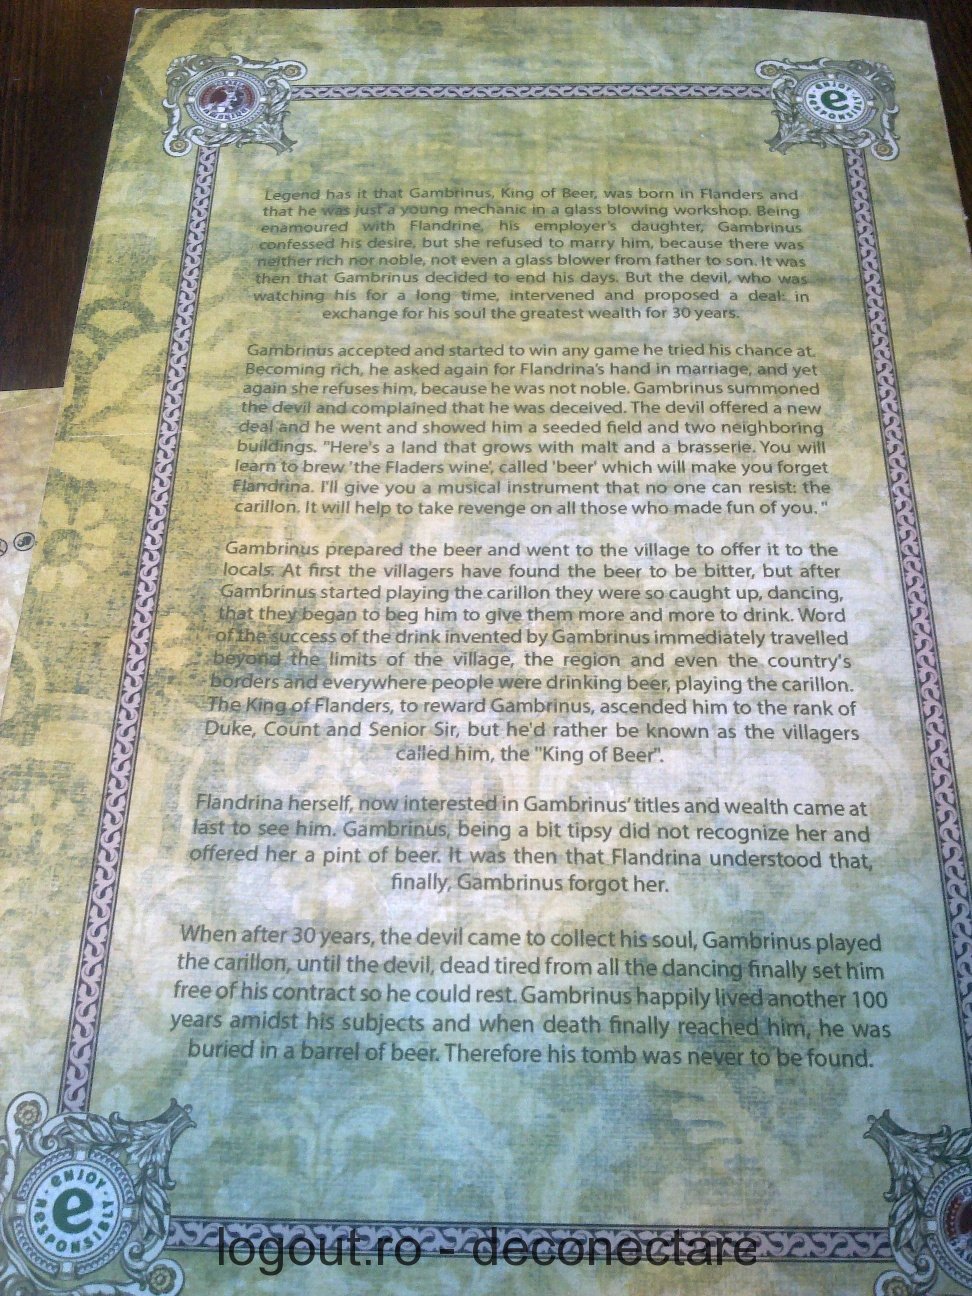 ENJOY RESPONSIBLY
e
Legend has it that Gambrinus, King of Beer, was born in Flanders and
that he was just a young mechanic in a glass blowing workshop. Being
enamoured with Flandrine, his employer's daughter, Gambrinus
confessed his desire, but she refused to marry him, because there was
neither rich nor noble, not even a glass blower from father to son. It was
then that Gambrinus decided to end his days. But the devil, who was
watching his for a long time, intervened and proposed a deal: in
exchange for his soul the greatest wealth for 30 years.
Gambrinus accepted and started to win any game he tried his chance at.
Becoming rich, he asked again for Flandrina's hand in marriage, and yet
again she refuses him, because he was not noble. Gambrinus summoned
the devil and complained that he was deceived. The devil offered a new
deal and he went and showed him a seeded field and two neighboring
buildings. "Here's a land that grows with malt and a brasserie. You will
learn to brew 'the Fladers wine', called 'beer' which will make you forget
Flandrina. I'll give you a musical instrument that no one can resist: the
carillon. It will help to take revenge on all those who made fun of you."
Gambrinus prepared the beer and went to the village to offer it to the
locals. At first the villagers have found the beer to be bitter, but after
Gambrinus started playing the carillon they were so caught up, dancing,
that they began to beg him to give them more and more to drink. Word
of the success of the drink invented by Gambrinus immediately travelled
beyond the limits of the village, the region and even the country's
borders and everywhere people were drinking beer, playing the carillon.
The King of Flanders, to reward Gambrinus, ascended him to the rank of
Duke, Count and Senior Sir, but he'd rather be known as the villagers
called him, the "King of Beer".
Flandrina herself, now interested in Gambrinus' titles and wealth came at
last to see him. Gambrinus, being a bit tipsy did not recognize her and
offered her a pint of beer. It was then that Flandrina understood that,
finally, Gambrinus forgot her.
When after 30 years, the devil came to collect his soul, Gambrinus played
the carillon, until the devil, dead tired from all the dancing finally set him
free of his contract so he could rest. Gambrinus happily lived another 100
years amidst his subjects and when death finally reached him, he was
buried in a barrel of beer. Therefore his tomb was never to be found.
ENJOY RESPONSIBLY
e
logout.ro - deconectare